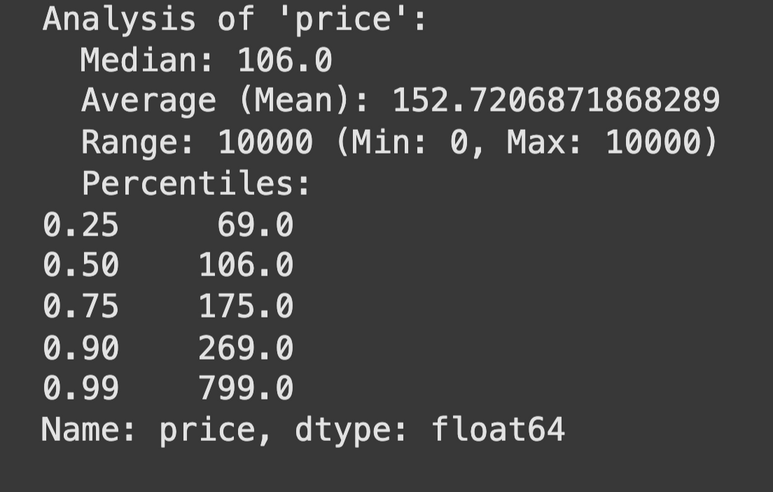 Analysis of 'price':
Median: 106.0
Average (Mean): 152.7206871868289
Range: 10000 (Min: 0, Max: 10000)
Percentiles:
0.25 69.0
0.50 106.0
0.75 175.0
0.90 269.0
0.99 799.0
Name: price, dtype: float64